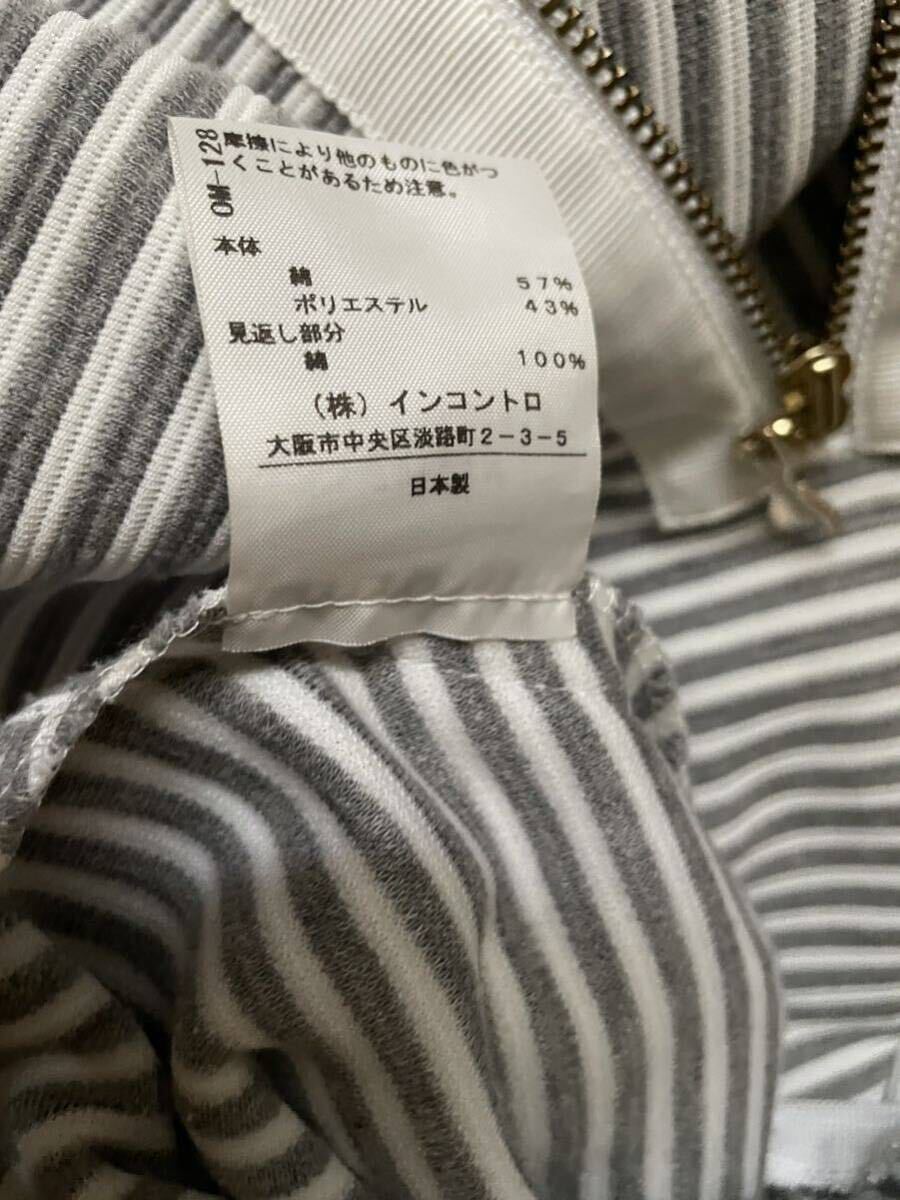 OM-128
摩擦により他のものに色がつ
くことがあるため注意。
本体
綿 57%
ポリエステル 43%
見返し部分
綿 100%
（株）インコントロ
大阪市中央区淡路町2-3-5
日本製